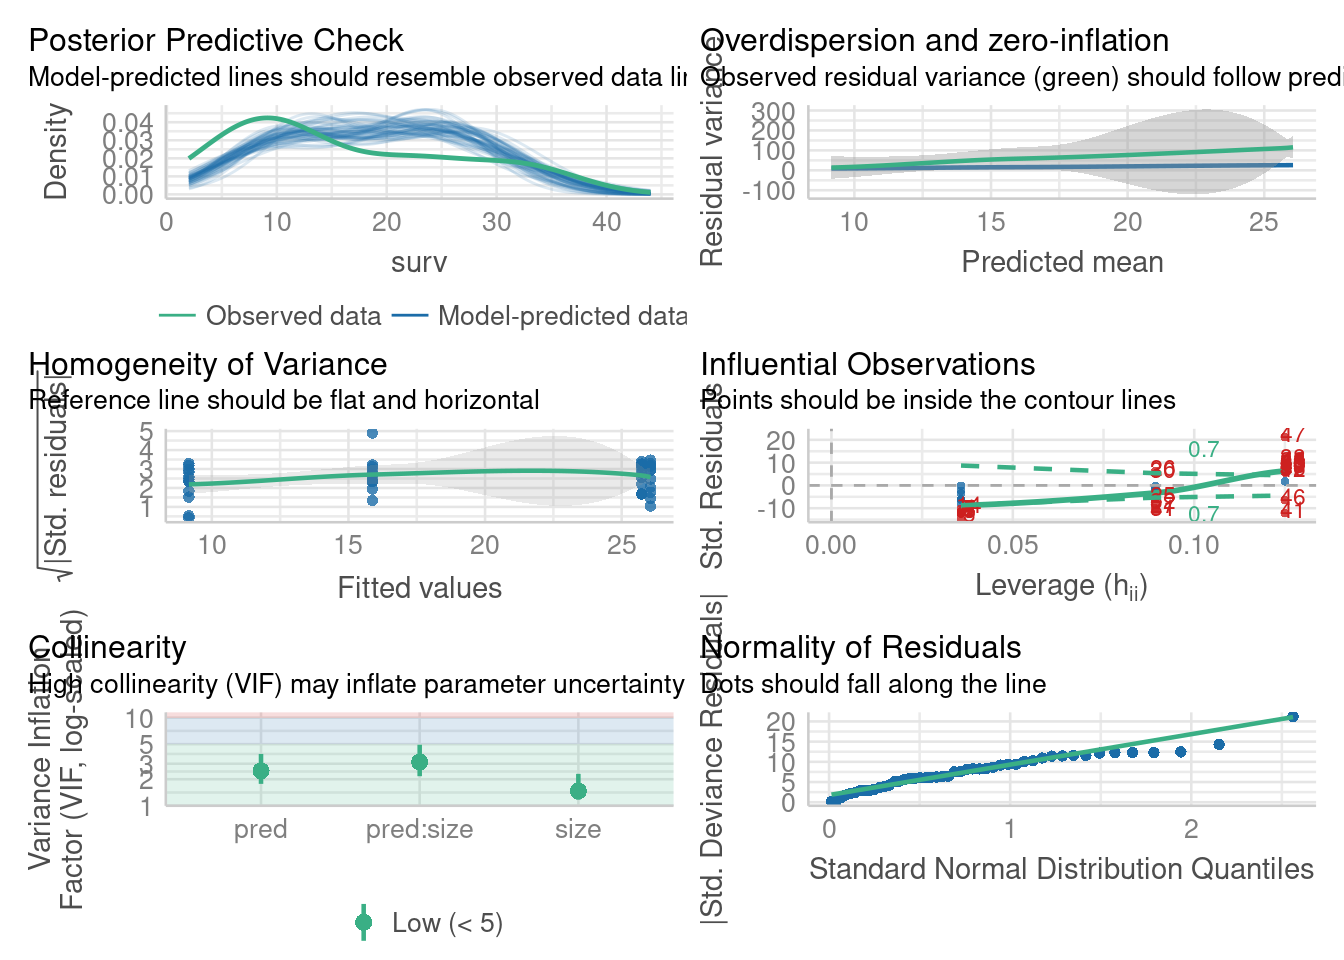 Posterior Predictive Check
Model-predicted lines should resemble observed data lin
Density
0.04
0.03
0.02
0.01
0.00
0 10 20 30 40
surv
Observed data Model-predicted data
Overdispersion and zero-inflation
Observed residual variance (green) should follow predi
Residual variance
300
200
100
0
-100
10 15 20 25
Predicted mean
Homogeneity of Variance
Reference line should be flat and horizontal
√|Std. residuals|
5
4
3
2
1
10 15 20 25
Fitted values
Influential Observations
Points should be inside the contour lines
Std. Residuals
20
10
0
-10
0.7
0.7
47
46
41
0.00 0.05 0.10
Leverage (hii)
Collinearity
High collinearity (VIF) may inflate parameter uncertainty
Variance Inflation
Factor (VIF, log-scaled)
10
5
3
2
1
pred pred:size size
Low (< 5)
Normality of Residuals
Dots should fall along the line
|Std. Deviance Residuals|
20
15
10
5
0
0 1 2
Standard Normal Distribution Quantiles